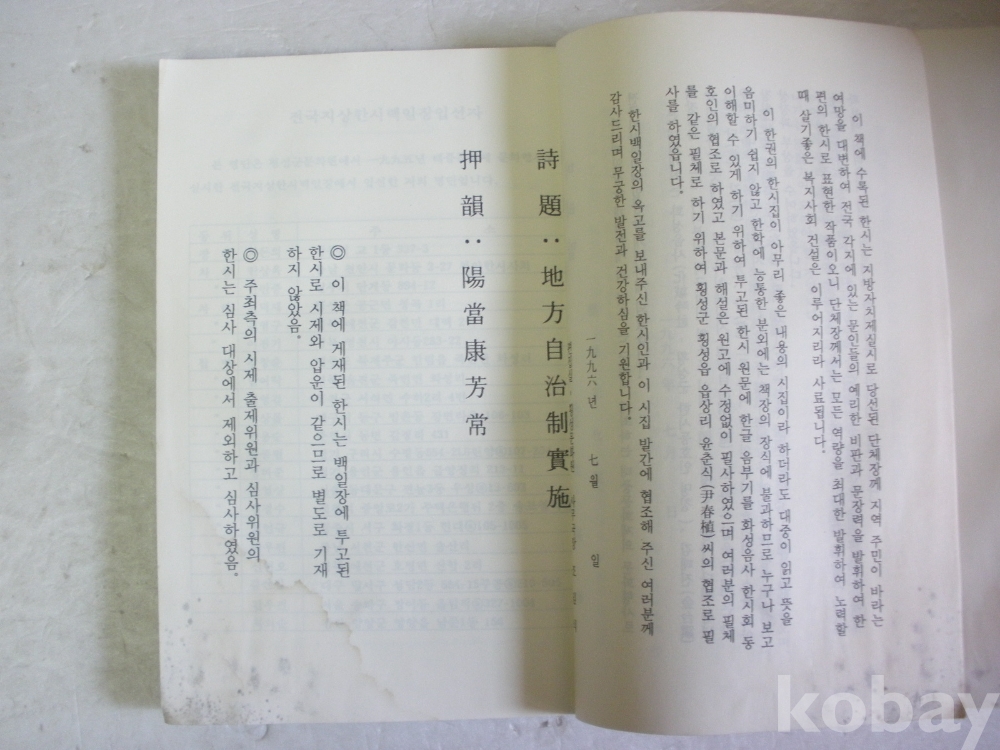 이 책에 수록된 한시는 지방자치제실시로 당선된 단체장께 지역 주민이 바라는
여망을 대변하여 전국 각지에 있는 문인들의 예리한 비판과 문장력을 발휘하여 한
편의 한시로 표현한 작품이오니 단체장께서는 모든 역량을 최대한 발휘하여 노력할
때 살기좋은 복지사회 건설은 이루어지리라 사료됩니다.
이 한권의 한시집이 아무리 좋은 내용의 시집이라 하더라도 대중이 읽고 뜻을
음미하기 쉽지 않고 한학에 능통한 분외에는 책장의 장식에 불과하므로 누구나 보고
이해할 수 있게 하기 위하여 투고된 한시 원문에 한글 음부기를 화성음사 한시회 동
호인의 협조로 하였고 본문과 해설은 원고에 수정없이 필사하였으며 여러분의 필체
를 같은 필체로 하기 위하여 횡성군 횡성읍 읍상리 윤춘식(尹春植)씨의 협조로 필
사를 하였읍니다.
한시백일장의 옥고를 보내주신 한시인과 이 시집 발간에 협조해 주신 여러분께
감사드리며 무궁한 발전과 건강하심을 기원합니다.
一九九六년 七월 일
詩題：地方自治制實施
押韻：陽當康芳常
◎ 이 책에 게재된 한시는 백일장에 투고된
한시로 시제와 압운이 같으므로 별도로 기재
하지 않았음.
◎ 주최측의 시제 출제위원과 심사위원의
한시는 심사 대상에서 제외하고 심사하였음.
전국지상한시백일장입선자
kobay